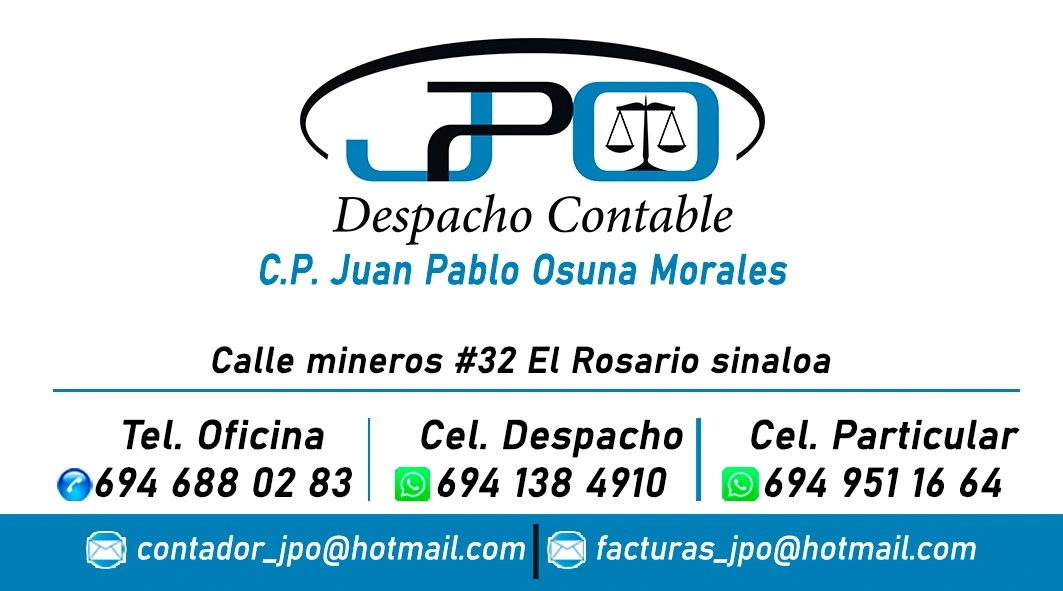 JPO
Despacho Contable
C.P. Juan Pablo Osuna Morales
Calle mineros #32 El Rosario sinaloa
Tel. Oficina
694 688 02 83
Cel. Despacho
694 138 4910
Cel. Particular
694 951 16 64
contador_jpo@hotmail.com
facturas_jpo@hotmail.com